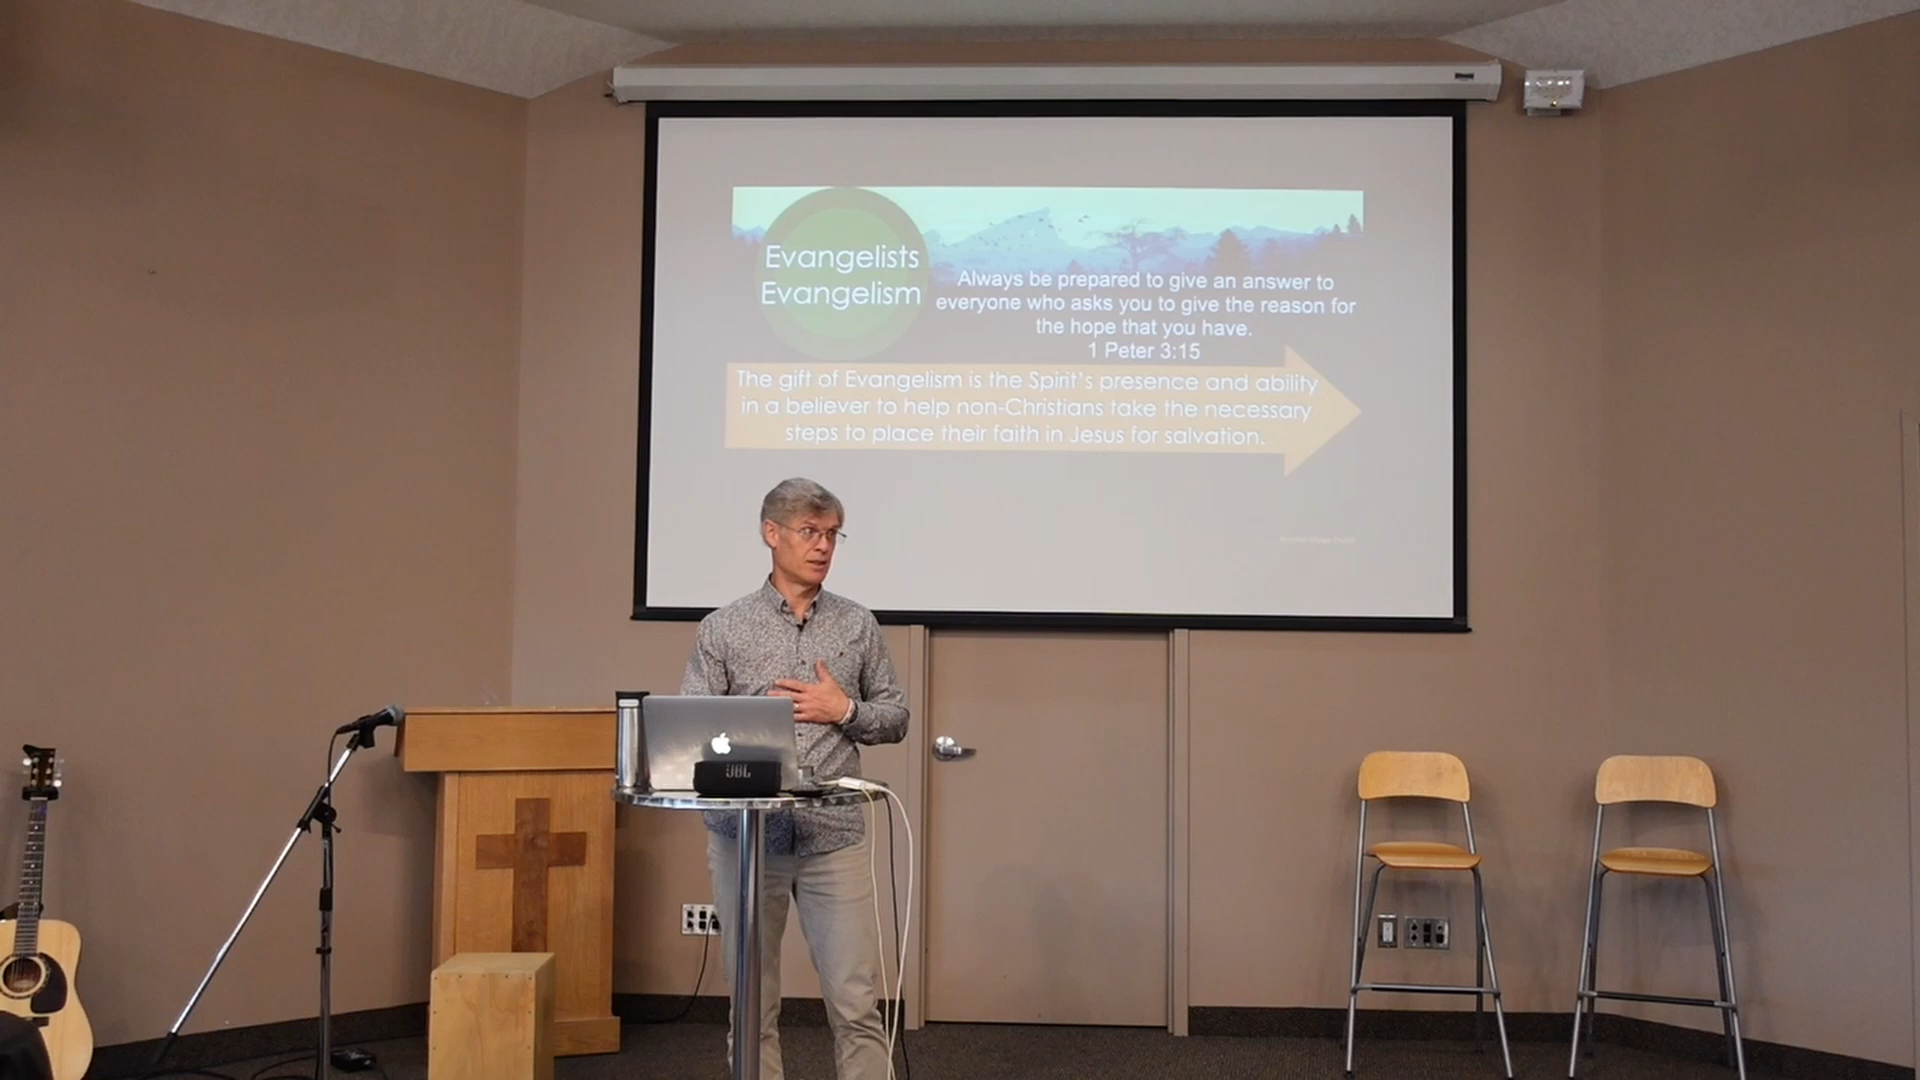 Evangelists
Evangelism
Always be prepared to give an answer to
everyone who asks you to give the reason for
the hope that you have.
1 Peter 3:15
The gift of Evangelism is the Spirit's presence and ability
in a believer to help non-Christians take the necessary
steps to place their faith in Jesus for salvation.
JBL